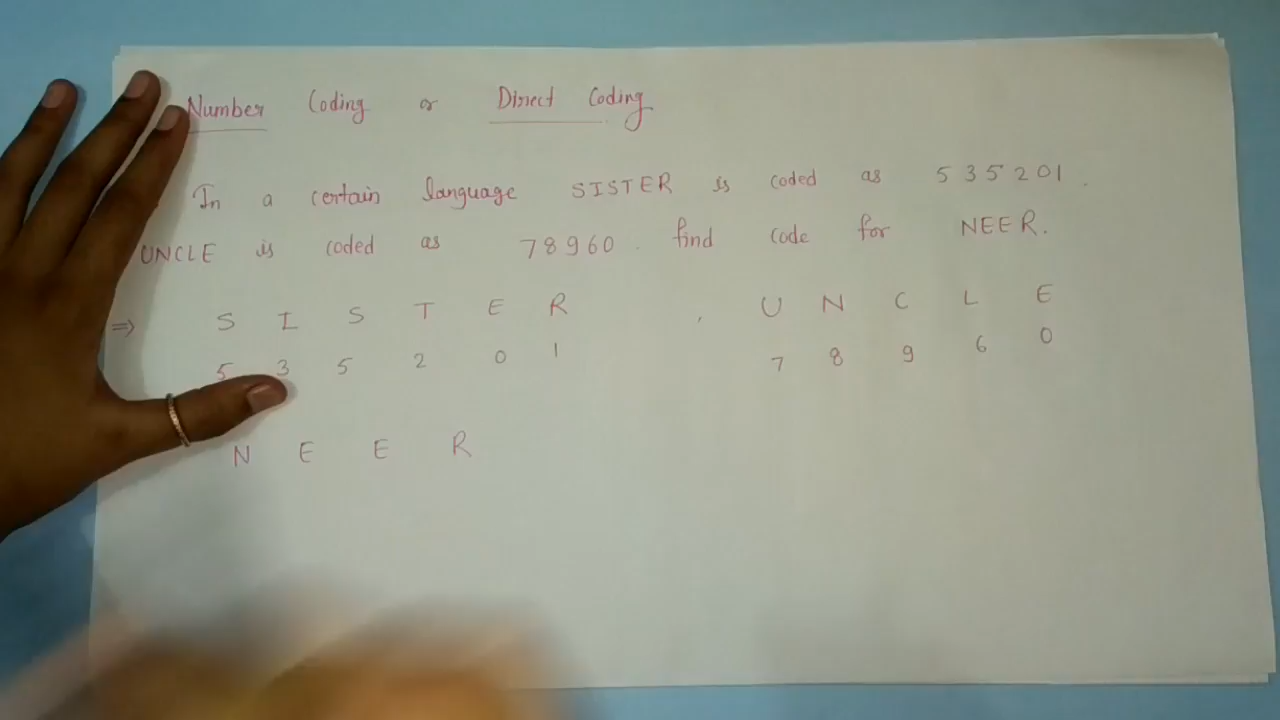 Number Coding or Direct Coding
In a certain language SISTER is coded as 535201.
UNCLE is coded as 78960. find code for NEER.
⇒ S I S T E R , U N C L E
5 3 5 2 0 1 7 8 9 6 0
N E E R